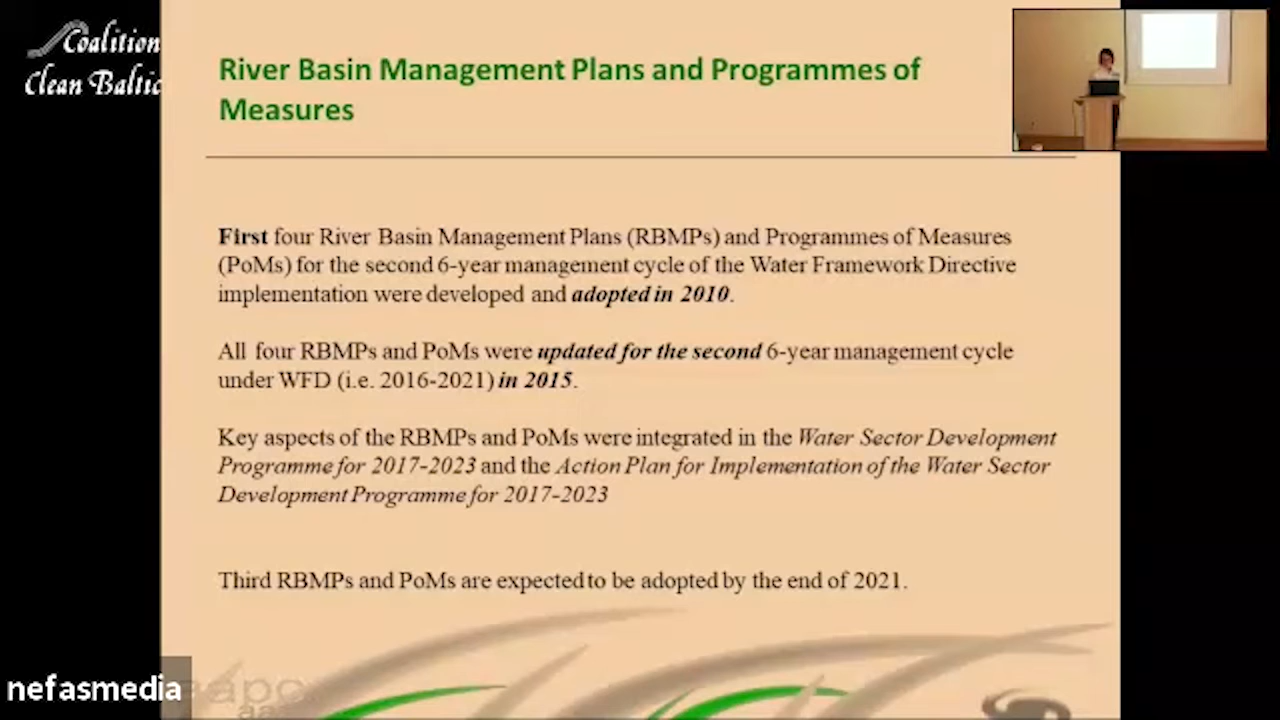 Coalition
Clean Baltic
River Basin Management Plans and Programmes of
Measures
First four River Basin Management Plans (RBMPs) and Programmes of Measures
(PoMs) for the second 6-year management cycle of the Water Framework Directive
implementation were developed and adopted in 2010.
All four RBMPs and PoMs were updated for the second 6-year management cycle
under WFD (i.e. 2016-2021) in 2015.
Key aspects of the RBMPs and PoMs were integrated in the Water Sector Development
Programme for 2017-2023 and the Action Plan for Implementation of the Water Sector
Development Programme for 2017-2023
Third RBMPs and PoMs are expected to be adopted by the end of 2021.
nefasmedia